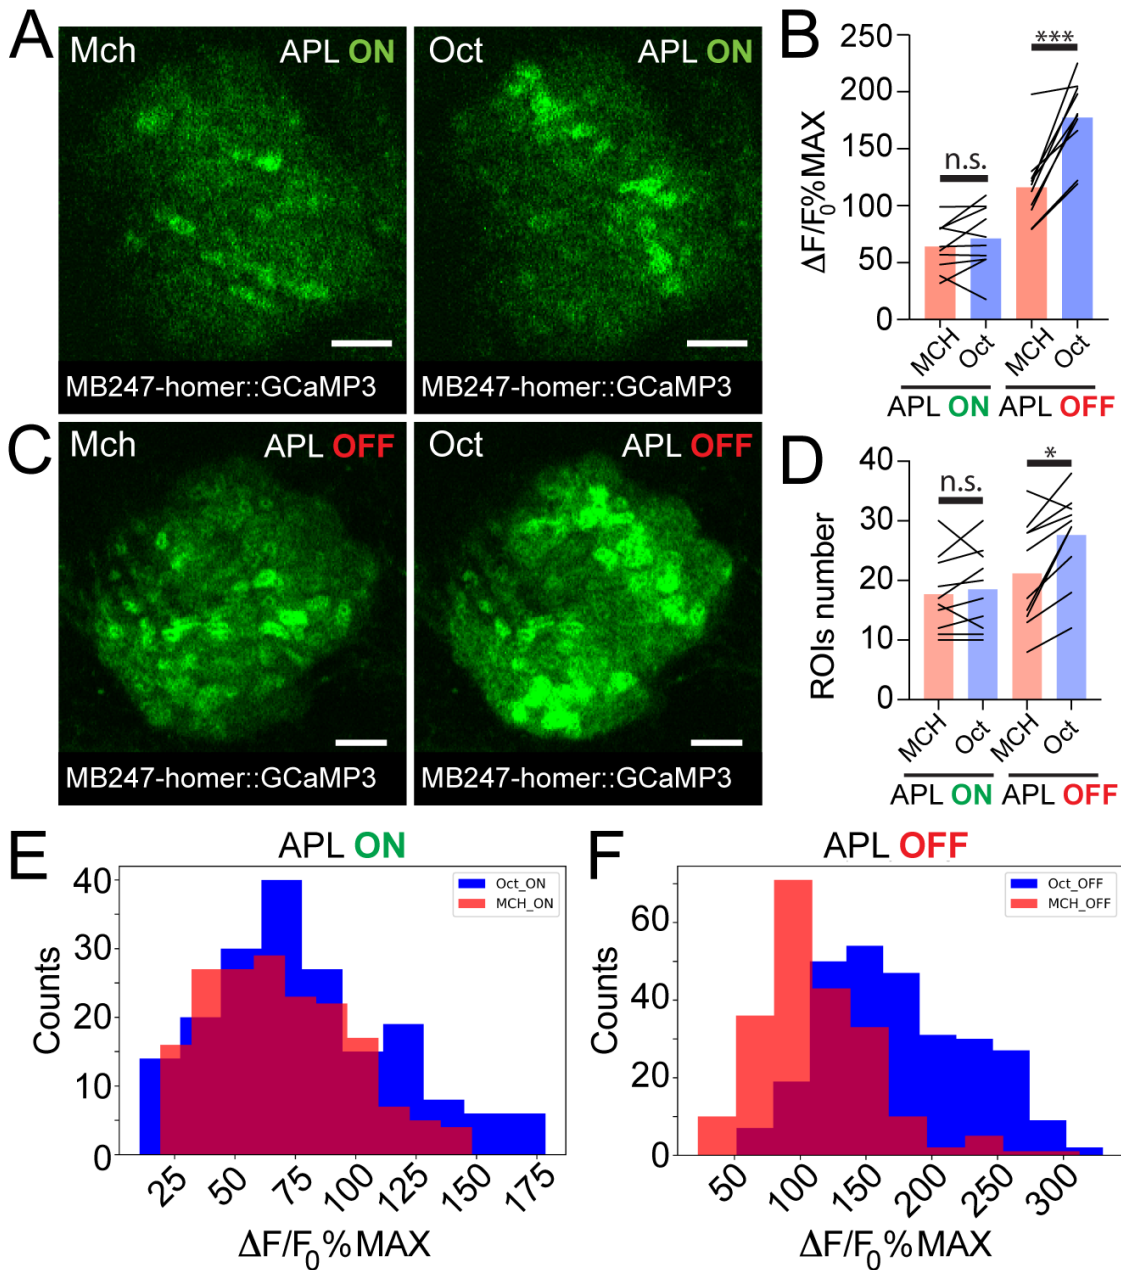 A
Mch
APL ON
MB247-homer::GCaMP3
Oct
APL ON
MB247-homer::GCaMP3
B
250
200
150
100
50
0
ΔF/F0%MAX
n.s.
***
MCH
Oct
MCH
Oct
APL ON
APL OFF
C
Mch
APL OFF
MB247-homer::GCaMP3
Oct
APL OFF
MB247-homer::GCaMP3
D
40
30
20
10
0
ROIs number
n.s.
*
MCH
Oct
MCH
Oct
APL ON
APL OFF
E
APL ON
Oct_ON
MCH_ON
40
30
20
10
0
Counts
25
50
75
100
125
150
175
ΔF/F0%MAX
F
APL OFF
Oct_OFF
MCH_OFF
60
40
20
0
Counts
50
100
150
200
250
300
ΔF/F0%MAX